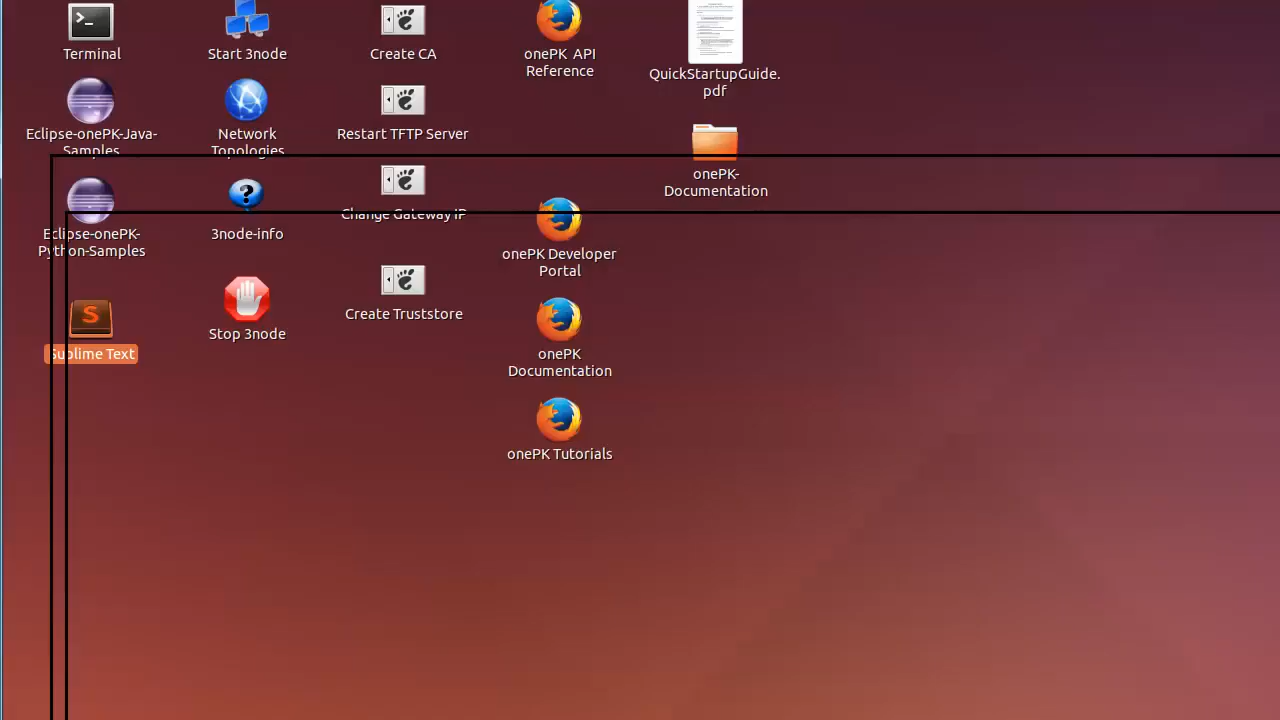 Terminal
Start 3node
Create CA
onePK API
Reference
QuickStartupGuide.
pdf
Eclipse-onePK-Java-
Samples
Network
Topologies
Restart TFTP Server
onePK-
Documentation
Eclipse-onePK-
Python-Samples
3node-info
Change Gateway IP
onePK Developer
Portal
Sublime Text
Stop 3node
Create Truststore
onePK
Documentation
onePK Tutorials